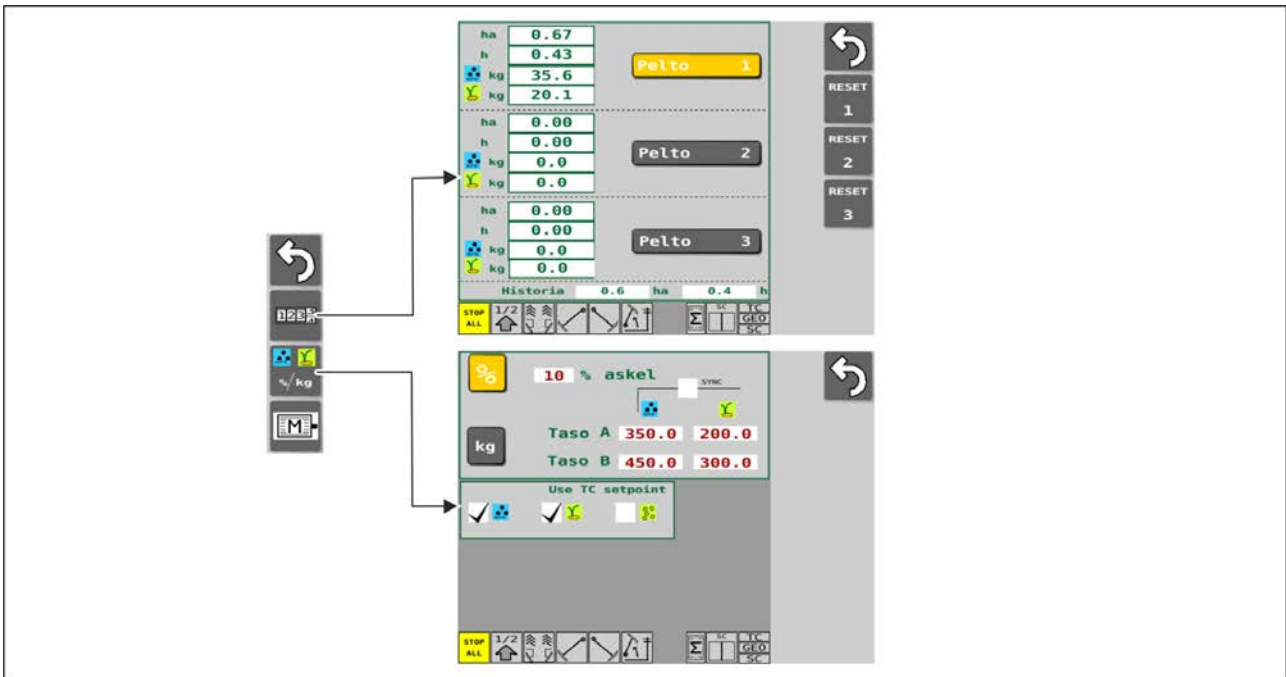 ha 0.67
h 0.43
kg 35.6
kg 20.1
Pelto 1
RESET 1
ha 0.00
h 0.00
kg 0.0
kg 0.0
Pelto 2
RESET 2
ha 0.00
h 0.00
kg 0.0
kg 0.0
Pelto 3
RESET 3
Historia 0.6 ha 0.4 h
STOP ALL 1/2 Σ SC TC GEO SC
%/kg
M
% 10 % askel SYNC
kg
Taso A 350.0 200.0
Taso B 450.0 300.0
Use TC setpoint
STOP ALL 1/2 Σ SC TC GEO SC